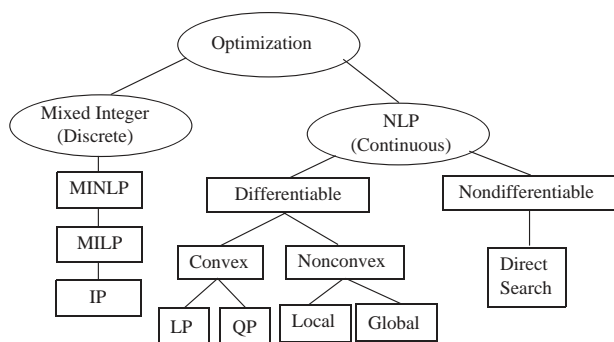 Optimization
Mixed Integer
(Discrete)
NLP
(Continuous)
MINLP
Differentiable
Nondifferentiable
MILP
Convex
Nonconvex
Direct
Search
IP
LP
QP
Local
Global